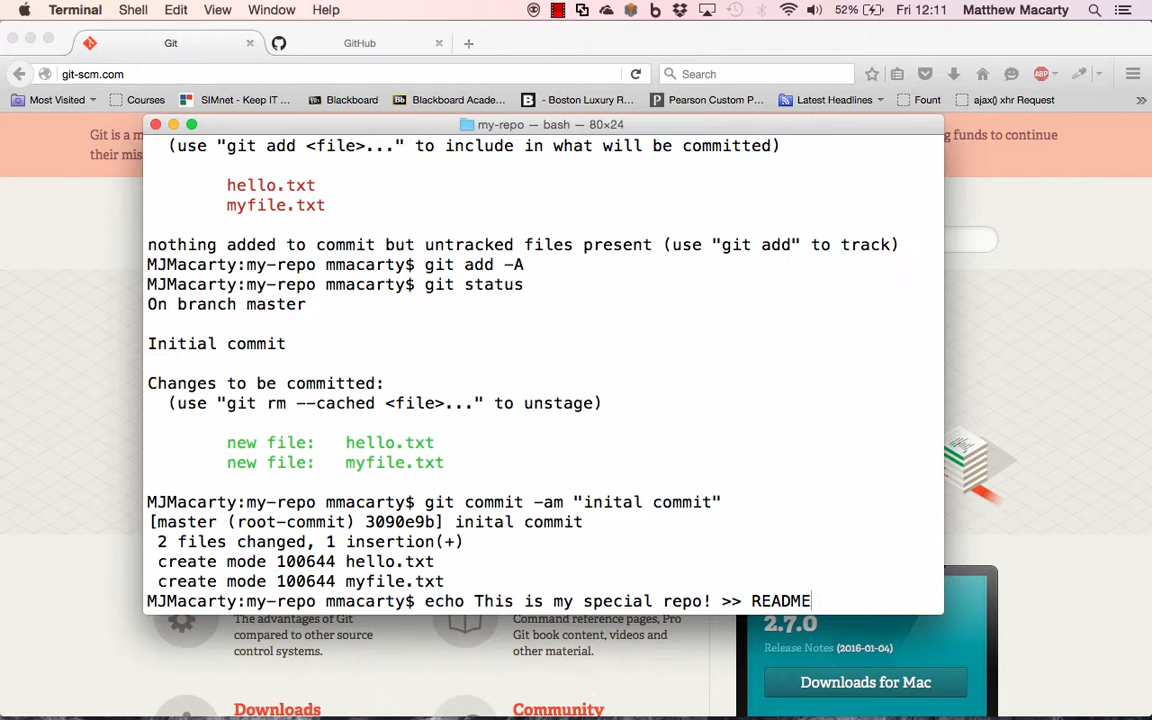 Terminal Shell Edit View Window Help 52% Fri 12:11 Matthew Macarty
Git GitHub
git-scm.com Search
Most Visited Courses SIMnet - Keep IT ... Blackboard Blackboard Acade... - Boston Luxury R... Pearson Custom P... Latest Headlines Fount ajax() xhr Request
Git is a m
g funds to continue
their mis
my-repo — bash — 80×24
(use "git add <file>..." to include in what will be committed)
hello.txt
myfile.txt
nothing added to commit but untracked files present (use "git add" to track)
MJMacarty:my-repo mmacarty$ git add -A
MJMacarty:my-repo mmacarty$ git status
On branch master
Initial commit
Changes to be committed:
(use "git rm --cached <file>..." to unstage)
new file: hello.txt
new file: myfile.txt
MJMacarty:my-repo mmacarty$ git commit -am "inital commit"
[master (root-commit) 3090e9b] inital commit
2 files changed, 1 insertion(+)
create mode 100644 hello.txt
create mode 100644 myfile.txt
MJMacarty:my-repo mmacarty$ echo This is my special repo! >> README
The advantages of Git
compared to other source
control systems.
Command reference pages, Pro
Git book content, videos and
other material.
2.7.0
Release Notes (2016-01-04)
Downloads for Mac
Downloads
Community